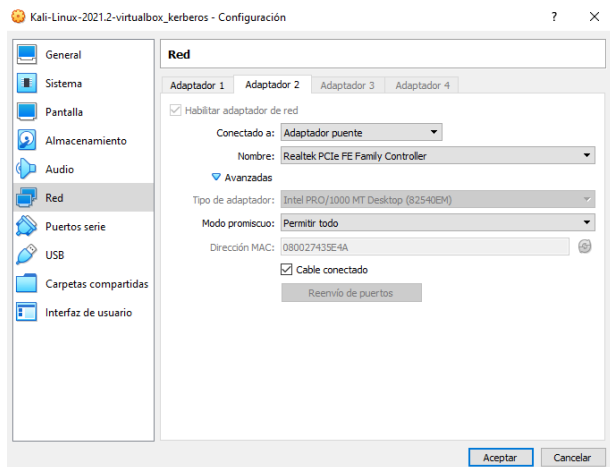 Kali-Linux-2021.2-virtualbox_kerberos - Configuración
General
Sistema
Pantalla
Almacenamiento
Audio
Red
Puertos serie
USB
Carpetas compartidas
Interfaz de usuario
Red
Adaptador 1 Adaptador 2 Adaptador 3 Adaptador 4
Habilitar adaptador de red
Conectado a: Adaptador puente
Nombre: Realtek PCIe FE Family Controller
Avanzadas
Tipo de adaptador: Intel PRO/1000 MT Desktop (82540EM)
Modo promiscuo: Permitir todo
Dirección MAC: 080027435E4A
Cable conectado
Reenvío de puertos
Aceptar Cancelar